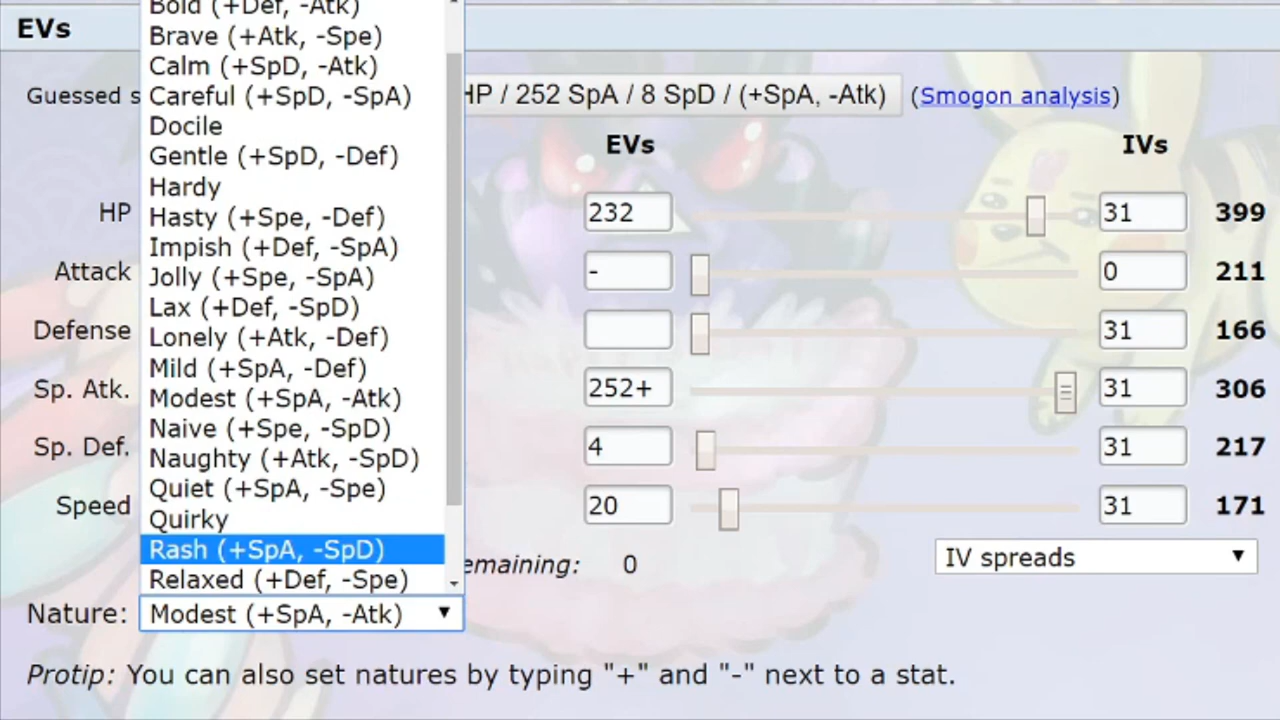 EVs
Guessed s HP / 252 SpA / 8 SpD / (+SpA, -Atk) (Smogon analysis)
Bold (+Def, -Atk)
Brave (+Atk, -Spe)
Calm (+SpD, -Atk)
Careful (+SpD, -SpA)
Docile
Gentle (+SpD, -Def)
Hardy
Hasty (+Spe, -Def)
Impish (+Def, -SpA)
Jolly (+Spe, -SpA)
Lax (+Def, -SpD)
Lonely (+Atk, -Def)
Mild (+SpA, -Def)
Modest (+SpA, -Atk)
Naive (+Spe, -SpD)
Naughty (+Atk, -SpD)
Quiet (+SpA, -Spe)
Quirky
Rash (+SpA, -SpD)
Relaxed (+Def, -Spe)
EVs IVs
HP 232 31 399
Attack - 0 211
Defense 31 166
Sp. Atk. 252+ 31 306
Sp. Def. 4 31 217
Speed 20 31 171
emaining: 0 IV spreads
Nature: Modest (+SpA, -Atk)
Protip: You can also set natures by typing "+" and "-" next to a stat.